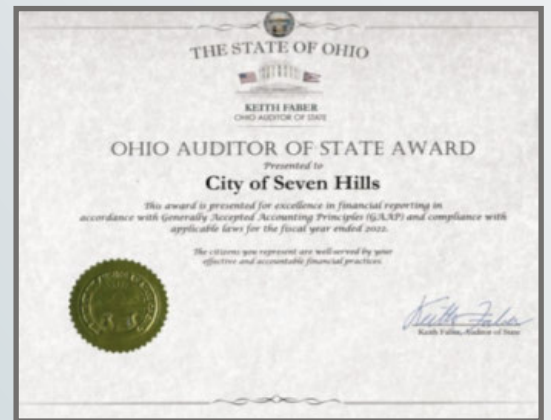 THE STATE OF OHIO
KEITH FABER
OHIO AUDITOR OF STATE
OHIO AUDITOR OF STATE AWARD
Presented to
City of Seven Hills
This award is presented for excellence in financial reporting in
accordance with Generally Accepted Accounting Principles (GAAP) and compliance with
applicable laws for the fiscal year ended 2022.
The citizens you represent are well-served by your
effective and accountable financial practices.
Keith Faber
Keith Faber, Auditor of State